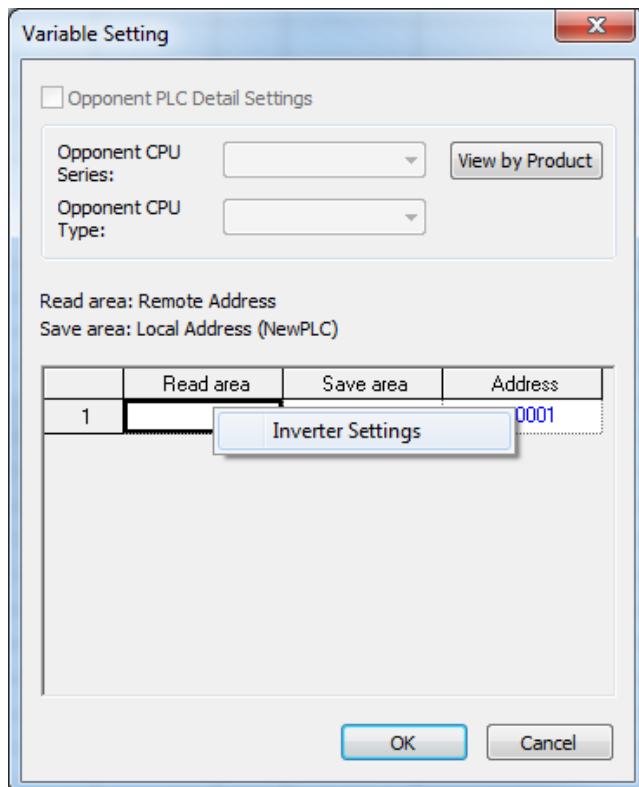 Variable Setting
Opponent PLC Detail Settings
Opponent CPU
Series:
View by Product
Opponent CPU
Type:
Read area: Remote Address
Save area: Local Address (NewPLC)
Read area Save area Address
1 0001
Inverter Settings
OK Cancel